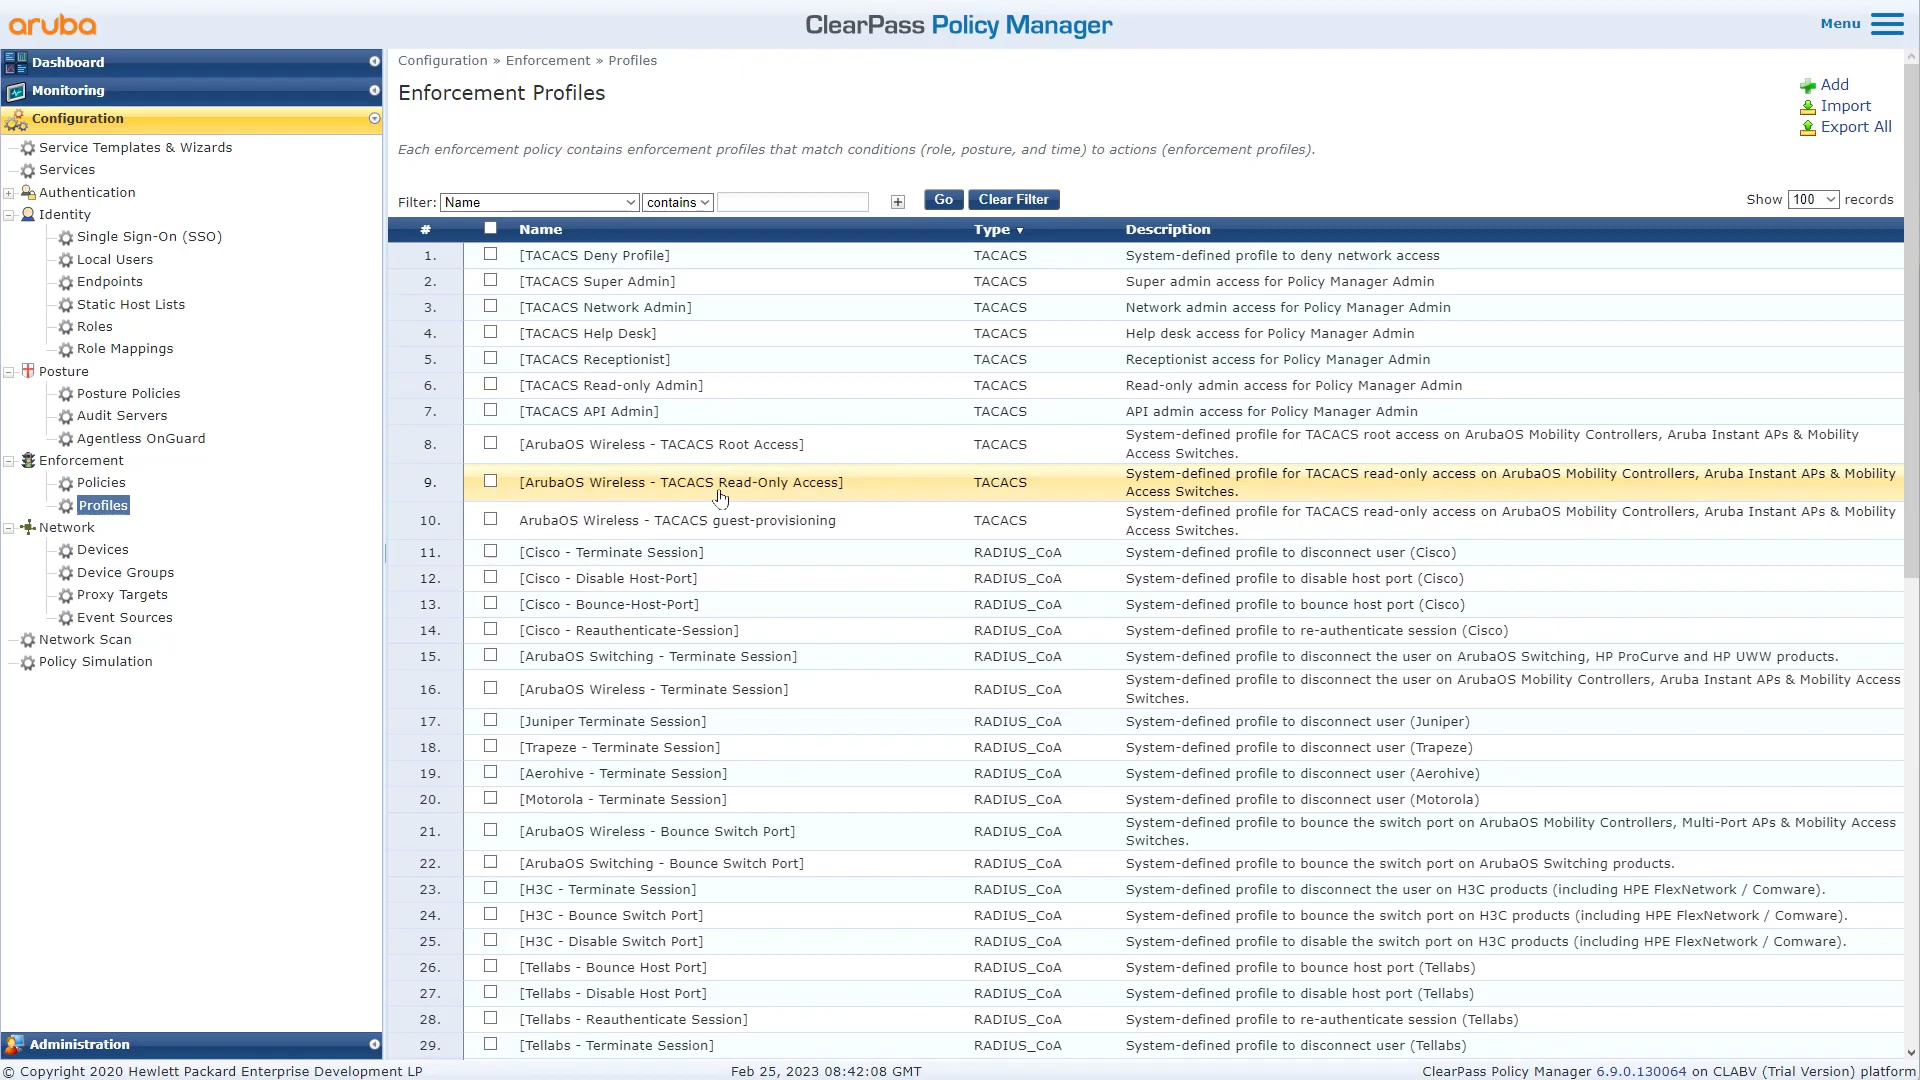 aruba
ClearPass Policy Manager
Menu
Dashboard
Monitoring
Configuration
Service Templates & Wizards
Services
Authentication
Identity
Single Sign-On (SSO)
Local Users
Endpoints
Static Host Lists
Roles
Role Mappings
Posture
Posture Policies
Audit Servers
Agentless OnGuard
Enforcement
Policies
Profiles
Network
Devices
Device Groups
Proxy Targets
Event Sources
Network Scan
Policy Simulation
Administration
Configuration » Enforcement » Profiles
Enforcement Profiles
Add
Import
Export All
Each enforcement policy contains enforcement profiles that match conditions (role, posture, and time) to actions (enforcement profiles).
Filter: Name contains Go Clear Filter Show 100 records
# Name Type ▼ Description
1. [TACACS Deny Profile] TACACS System-defined profile to deny network access
2. [TACACS Super Admin] TACACS Super admin access for Policy Manager Admin
3. [TACACS Network Admin] TACACS Network admin access for Policy Manager Admin
4. [TACACS Help Desk] TACACS Help desk access for Policy Manager Admin
5. [TACACS Receptionist] TACACS Receptionist access for Policy Manager Admin
6. [TACACS Read-only Admin] TACACS Read-only admin access for Policy Manager Admin
7. [TACACS API Admin] TACACS API admin access for Policy Manager Admin
8. [ArubaOS Wireless - TACACS Root Access] TACACS System-defined profile for TACACS root access on ArubaOS Mobility Controllers, Aruba Instant APs & Mobility
Access Switches.
9. [ArubaOS Wireless - TACACS Read-Only Access] TACACS System-defined profile for TACACS read-only access on ArubaOS Mobility Controllers, Aruba Instant APs & Mobility
Access Switches.
10. ArubaOS Wireless - TACACS guest-provisioning TACACS System-defined profile for TACACS read-only access on ArubaOS Mobility Controllers, Aruba Instant APs & Mobility
Access Switches.
11. [Cisco - Terminate Session] RADIUS_CoA System-defined profile to disconnect user (Cisco)
12. [Cisco - Disable Host-Port] RADIUS_CoA System-defined profile to disable host port (Cisco)
13. [Cisco - Bounce-Host-Port] RADIUS_CoA System-defined profile to bounce host port (Cisco)
14. [Cisco - Reauthenticate-Session] RADIUS_CoA System-defined profile to re-authenticate session (Cisco)
15. [ArubaOS Switching - Terminate Session] RADIUS_CoA System-defined profile to disconnect the user on ArubaOS Switching, HP ProCurve and HP UWW products.
16. [ArubaOS Wireless - Terminate Session] RADIUS_CoA System-defined profile to disconnect the user on ArubaOS Mobility Controllers, Aruba Instant APs & Mobility Access
Switches.
17. [Juniper Terminate Session] RADIUS_CoA System-defined profile to disconnect user (Juniper)
18. [Trapeze - Terminate Session] RADIUS_CoA System-defined profile to disconnect user (Trapeze)
19. [Aerohive - Terminate Session] RADIUS_CoA System-defined profile to disconnect user (Aerohive)
20. [Motorola - Terminate Session] RADIUS_CoA System-defined profile to disconnect user (Motorola)
21. [ArubaOS Wireless - Bounce Switch Port] RADIUS_CoA System-defined profile to bounce the switch port on ArubaOS Mobility Controllers, Multi-Port APs & Mobility Access
Switches.
22. [ArubaOS Switching - Bounce Switch Port] RADIUS_CoA System-defined profile to bounce the switch port on ArubaOS Switching products.
23. [H3C - Terminate Session] RADIUS_CoA System-defined profile to disconnect the user on H3C products (including HPE FlexNetwork / Comware).
24. [H3C - Bounce Switch Port] RADIUS_CoA System-defined profile to bounce the switch port on H3C products (including HPE FlexNetwork / Comware).
25. [H3C - Disable Switch Port] RADIUS_CoA System-defined profile to disable the switch port on H3C products (including HPE FlexNetwork / Comware).
26. [Tellabs - Bounce Host Port] RADIUS_CoA System-defined profile to bounce host port (Tellabs)
27. [Tellabs - Disable Host Port] RADIUS_CoA System-defined profile to disable host port (Tellabs)
28. [Tellabs - Reauthenticate Session] RADIUS_CoA System-defined profile to re-authenticate session (Tellabs)
29. [Tellabs - Terminate Session] RADIUS_CoA System-defined profile to disconnect user (Tellabs)
© Copyright 2020 Hewlett Packard Enterprise Development LP Feb 25, 2023 08:42:08 GMT ClearPass Policy Manager 6.9.0.130064 on CLABV (Trial Version) platform